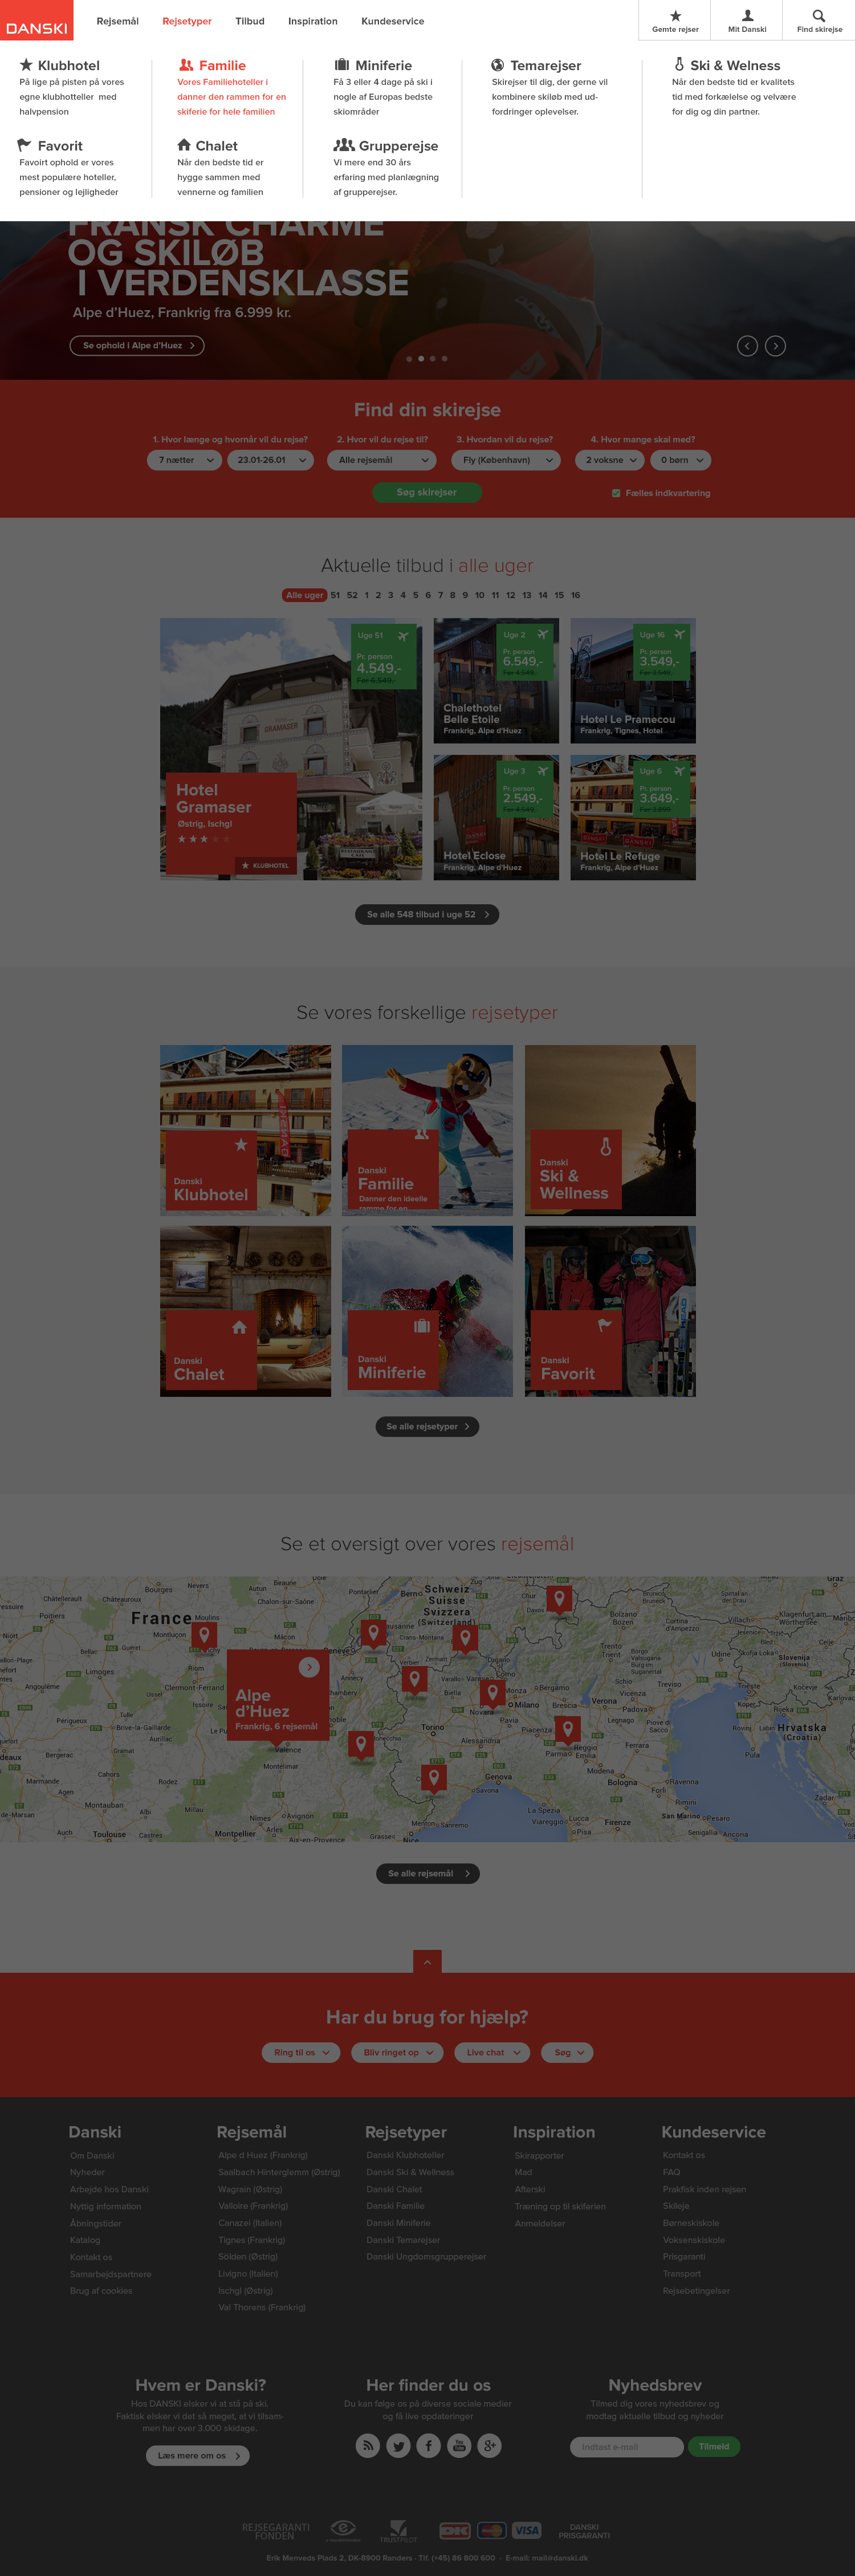 DANSKI
Rejsemål
Rejsetyper
Tilbud
Inspiration
Kundeservice
Gemte rejser
Mit Danski
Find skirejse
Klubhotel
På lige på pisten på vores
egne klubhotteller med
halvpension
Familie
Vores Familiehoteller i
danner den rammen for en
skiferie for hele familien
Miniferie
Få 3 eller 4 dage på ski i
nogle af Europas bedste
skiområder
Temarejser
Skirejser til dig, der gerne vil
kombinere skiløb med ud-
fordringer oplevelser.
Ski & Welness
Når den bedste tid er kvalitets
tid med forkælelse og velvære
for dig og din partner.
Favorit
Favoirt ophold er vores
mest populære hoteller,
pensioner og lejligheder
Chalet
Når den bedste tid er
hygge sammen med
vennerne og familien
Grupperejse
Vi mere end 30 års
erfaring med planlægning
af grupperejser.
FRANSK CHARME
OG SKILØB
I VERDENSKLASSE
Alpe d'Huez, Frankrig fra 6.999 kr.
Se ophold i Alpe d'Huez
Find din skirejse
1. Hvor længe og hvornår vil du rejse?
2. Hvor vil du rejse til?
3. Hvordan vil du rejse?
4. Hvor mange skal med?
7 nætter
23.01-26.01
Alle rejsemål
Fly (København)
2 voksne
0 børn
Søg skirejser
Fælles indkvartering
Aktuelle tilbud i alle uger
Alle uger 51 52 1 2 3 4 5 6 7 8 9 10 11 12 13 14 15 16
Uge 51
Pr. person
4.549,-
Før 6.549,-
GRAMASER
Hotel
Gramaser
Østrig, Ischgl
KLUBHOTEL
Uge 2
Pr. person
6.549,-
Før 4.549,-
Chalethotel
Belle Etoile
Frankrig, Alpe d'Huez
Uge 16
Pr. person
3.549,-
Før 3.549,-
Hotel Le Pramecou
Frankrig, Tignes, Hotel
Uge 3
Pr. person
2.549,-
Før 4.549,-
Hotel Eclose
Frankrig, Alpe d'Huez
Uge 6
Pr. person
3.649,-
Før 3.999,-
Hotel Le Refuge
Frankrig, Alpe d'Huez
Se alle 548 tilbud i uge 52
Se vores forskellige rejsetyper
Danski
Klubhotel
Danski
Familie
Danner den ideelle
ramme for en
Danski
Ski &
Wellness
Danski
Chalet
Danski
Miniferie
Danski
Favorit
Se alle rejsetyper
Se et oversigt over vores rejsemål
France
Schweiz
Suisse
Svizzera
(Switzerland)
Bourges
Nevers
Moulins
Poitiers
Limoges
Clermont-Ferrand
Mâcon
Milano
Torino
Genova
Verona
Bologna
Firenze
San Marino
Hrvatska
(Croatia)
Slovenija
(Slovenia)
Toulouse
Montpellier
Nice
Alpe
d'Huez
Frankrig, 6 rejsemål
Se alle rejsemål
Har du brug for hjælp?
Ring til os
Bliv ringet op
Live chat
Søg
Danski
Om Danski
Nyheder
Arbejde hos Danski
Nyttig information
Åbningstider
Katalog
Kontakt os
Samarbejdspartnere
Brug af cookies
Rejsemål
Alpe d Huez (Frankrig)
Saalbach Hinterglemm (Østrig)
Wagrain (Østrig)
Valloire (Frankrig)
Canazei (Italien)
Tignes (Frankrig)
Sölden (Østrig)
Livigno (Italien)
Ischgl (Østrig)
Val Thorens (Frankrig)
Rejsetyper
Danski Klubhoteller
Danski Ski & Wellness
Danski Chalet
Danski Familie
Danski Miniferie
Danski Temarejser
Danski Ungdomsgrupperejser
Inspiration
Skirapporter
Mad
Afterski
Træning op til skiferien
Anmeldelser
Kundeservice
Kontakt os
FAQ
Praktisk inden rejsen
Skileje
Børneskiskole
Voksenskiskole
Prisgaranti
Transport
Rejsebetingelser
Hvem er Danski?
Hos DANSKI elsker vi at stå på ski.
Faktisk elsker vi det så meget, at vi tilsam-
men har over 3.000 skidage.
Læs mere om os
Her finder du os
Du kan følge os på diverse sociale medier
og få live opdateringer
You
Tube
Nyhedsbrev
Tilmed dig vores nyhedsbrev og
modtag aktuelle tilbud og nyheder
Indtast e-mail
Tilmeld
REJSEGARANTI
FONDEN
TRUSTPILOT
DK
MasterCard
VISA
DANSKI
PRISGARANTI
Erik Menveds Plads 2, DK-8900 Randers · Tlf. (+45) 86 800 600 · E-mail: mail@danski.dk